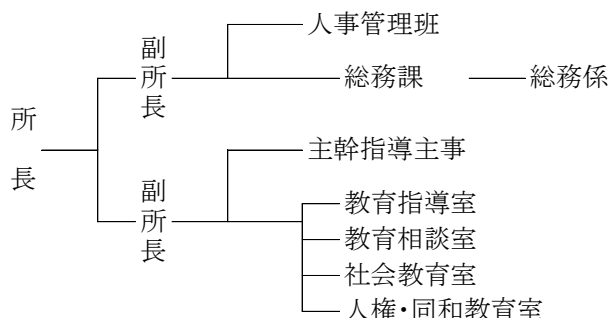 所長
副所長
人事管理班
総務課
総務係
副所長
主幹指導主事
教育指導室
教育相談室
社会教育室
人権・同和教育室